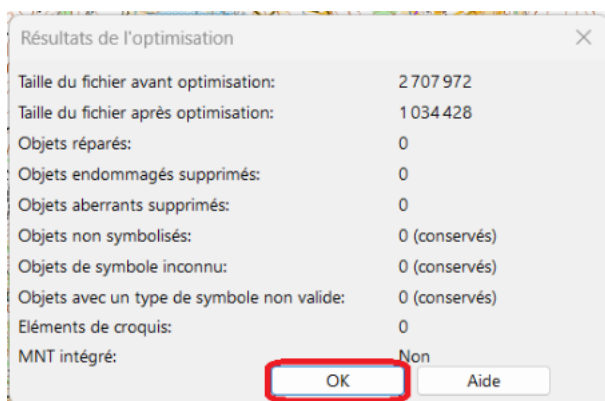 Résultats de l'optimisation
Taille du fichier avant optimisation: 2 707 972
Taille du fichier après optimisation: 1 034 428
Objets réparés: 0
Objets endommagés supprimés: 0
Objets aberrants supprimés: 0
Objets non symbolisés: 0 (conservés)
Objets de symbole inconnu: 0 (conservés)
Objets avec un type de symbole non valide: 0 (conservés)
Eléments de croquis: 0
MNT intégré: Non
OK Aide